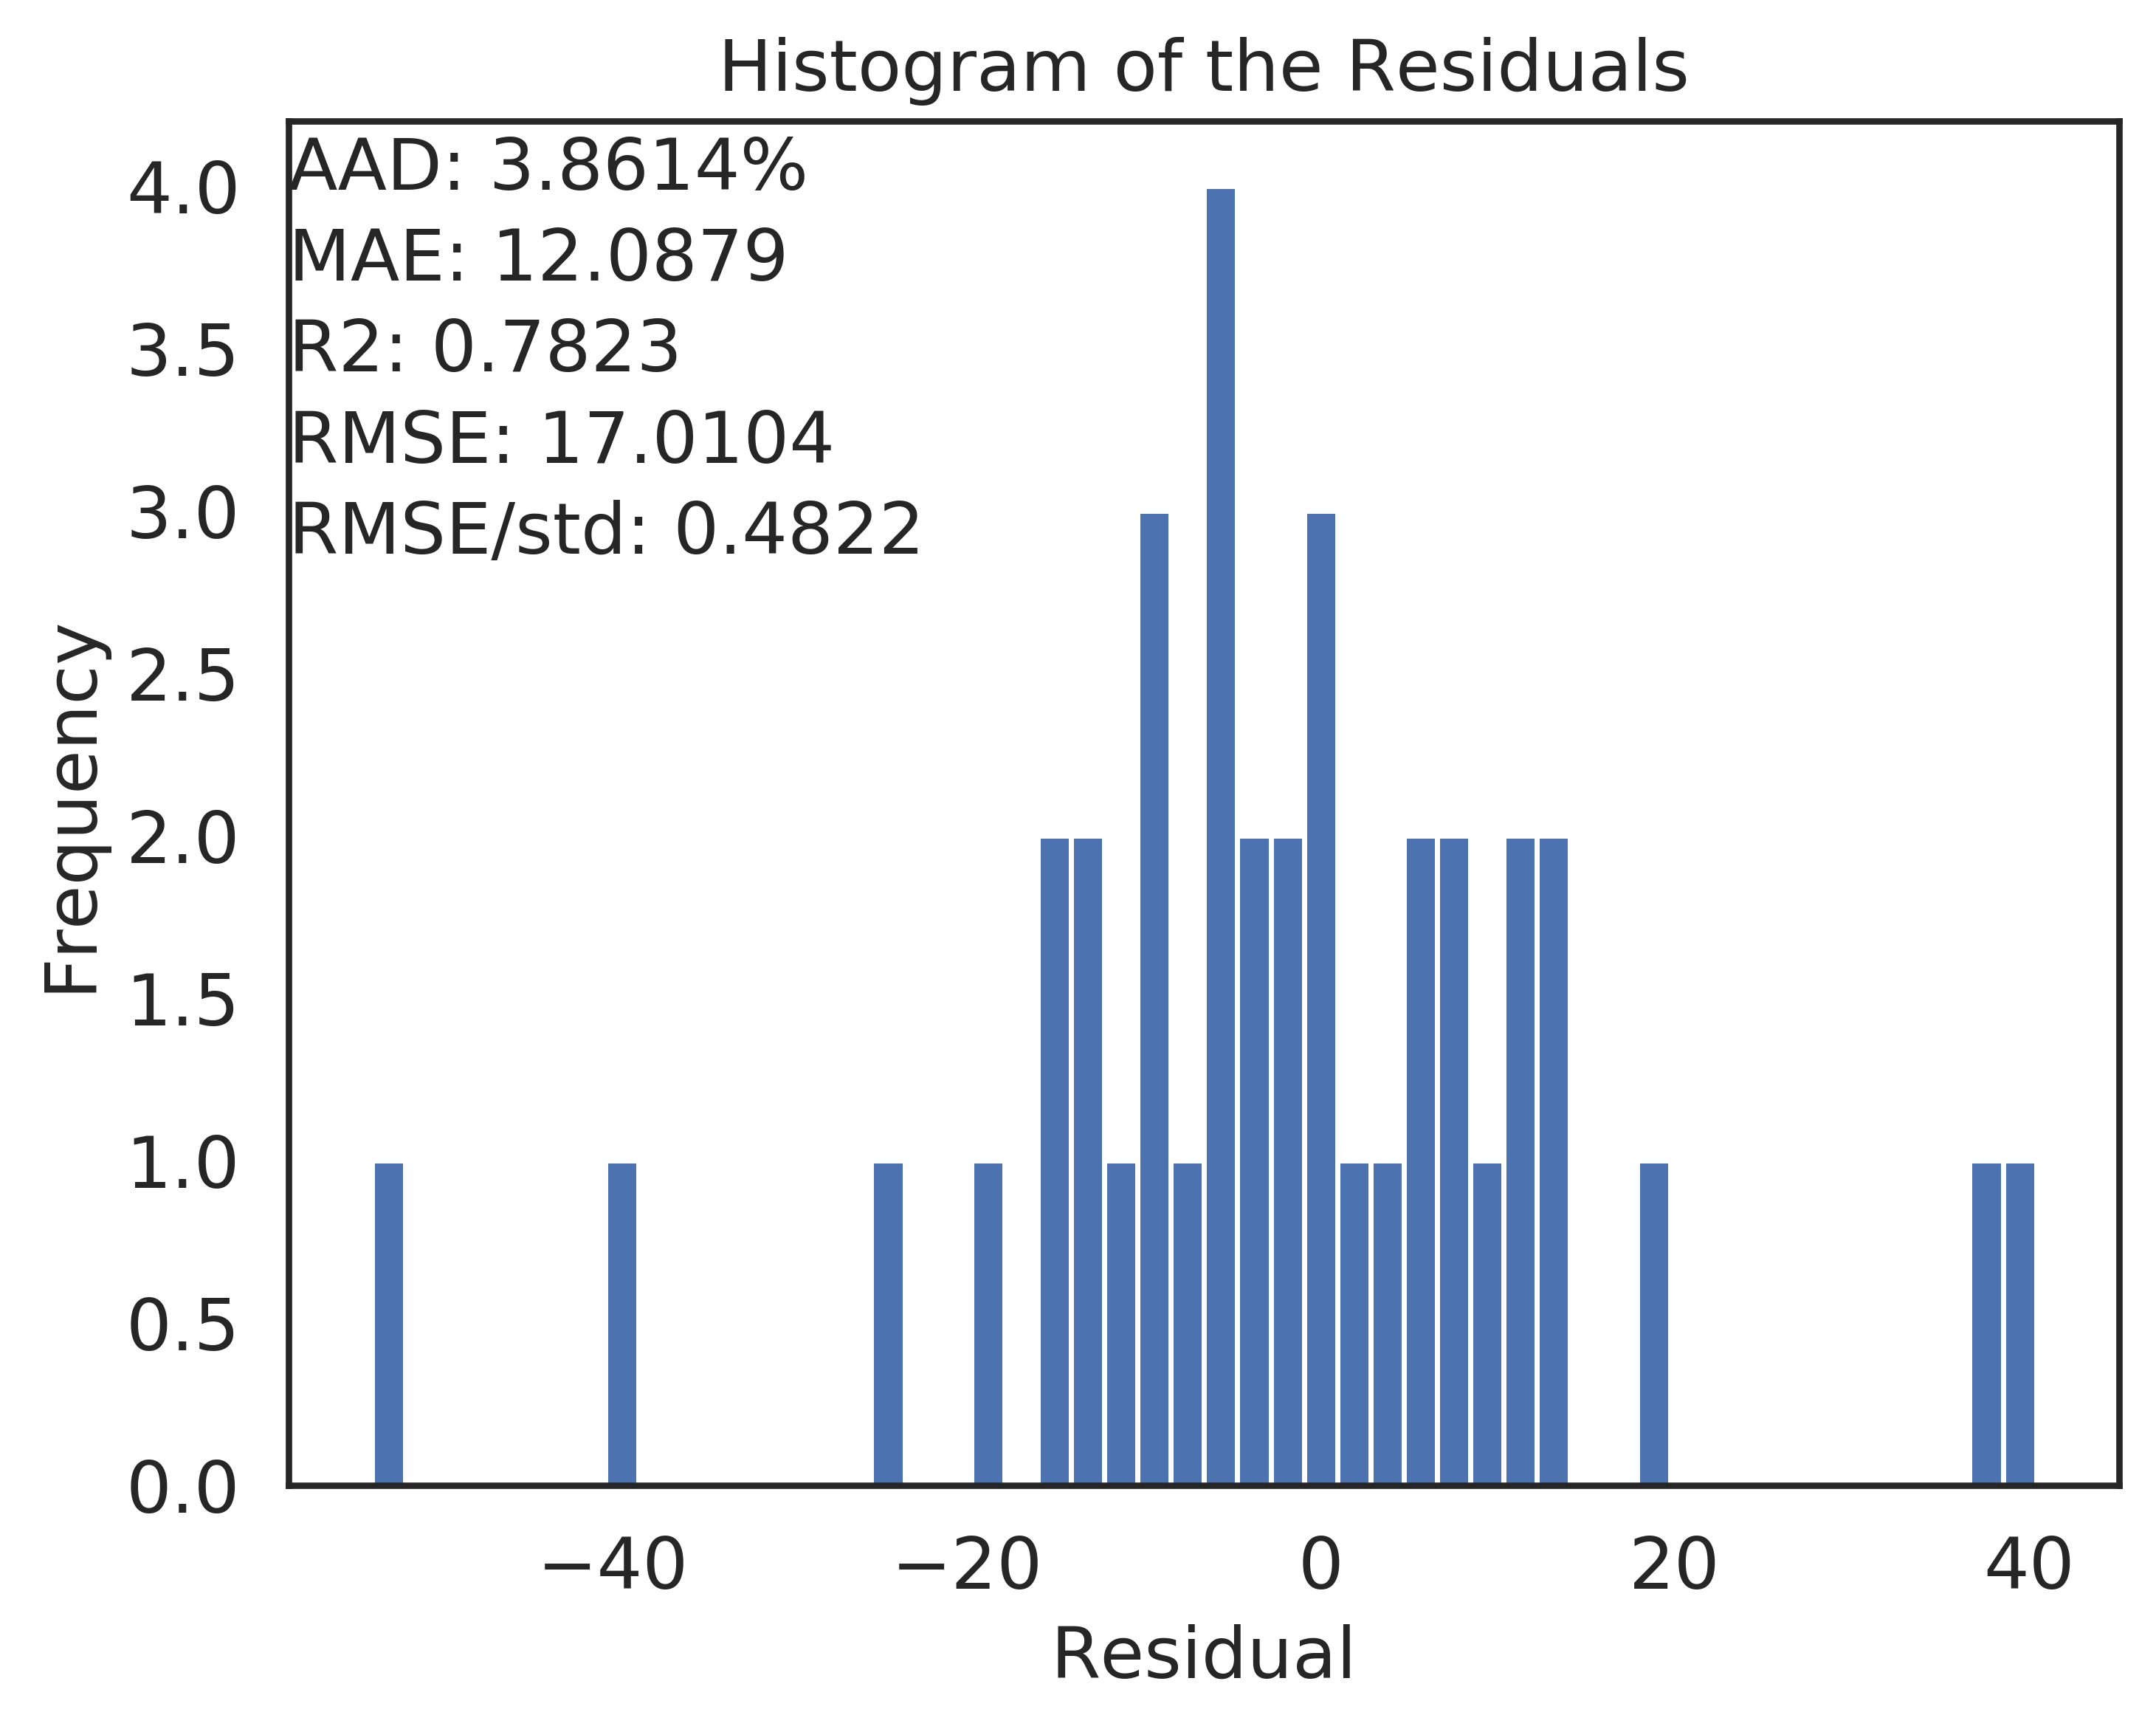 Histogram of the Residuals
AAD: 3.8614%
MAE: 12.0879
R2: 0.7823
RMSE: 17.0104
RMSE/std: 0.4822
4.0
3.5
3.0
2.5
2.0
1.5
1.0
0.5
0.0
Frequency
−40 −20 0 20 40
Residual